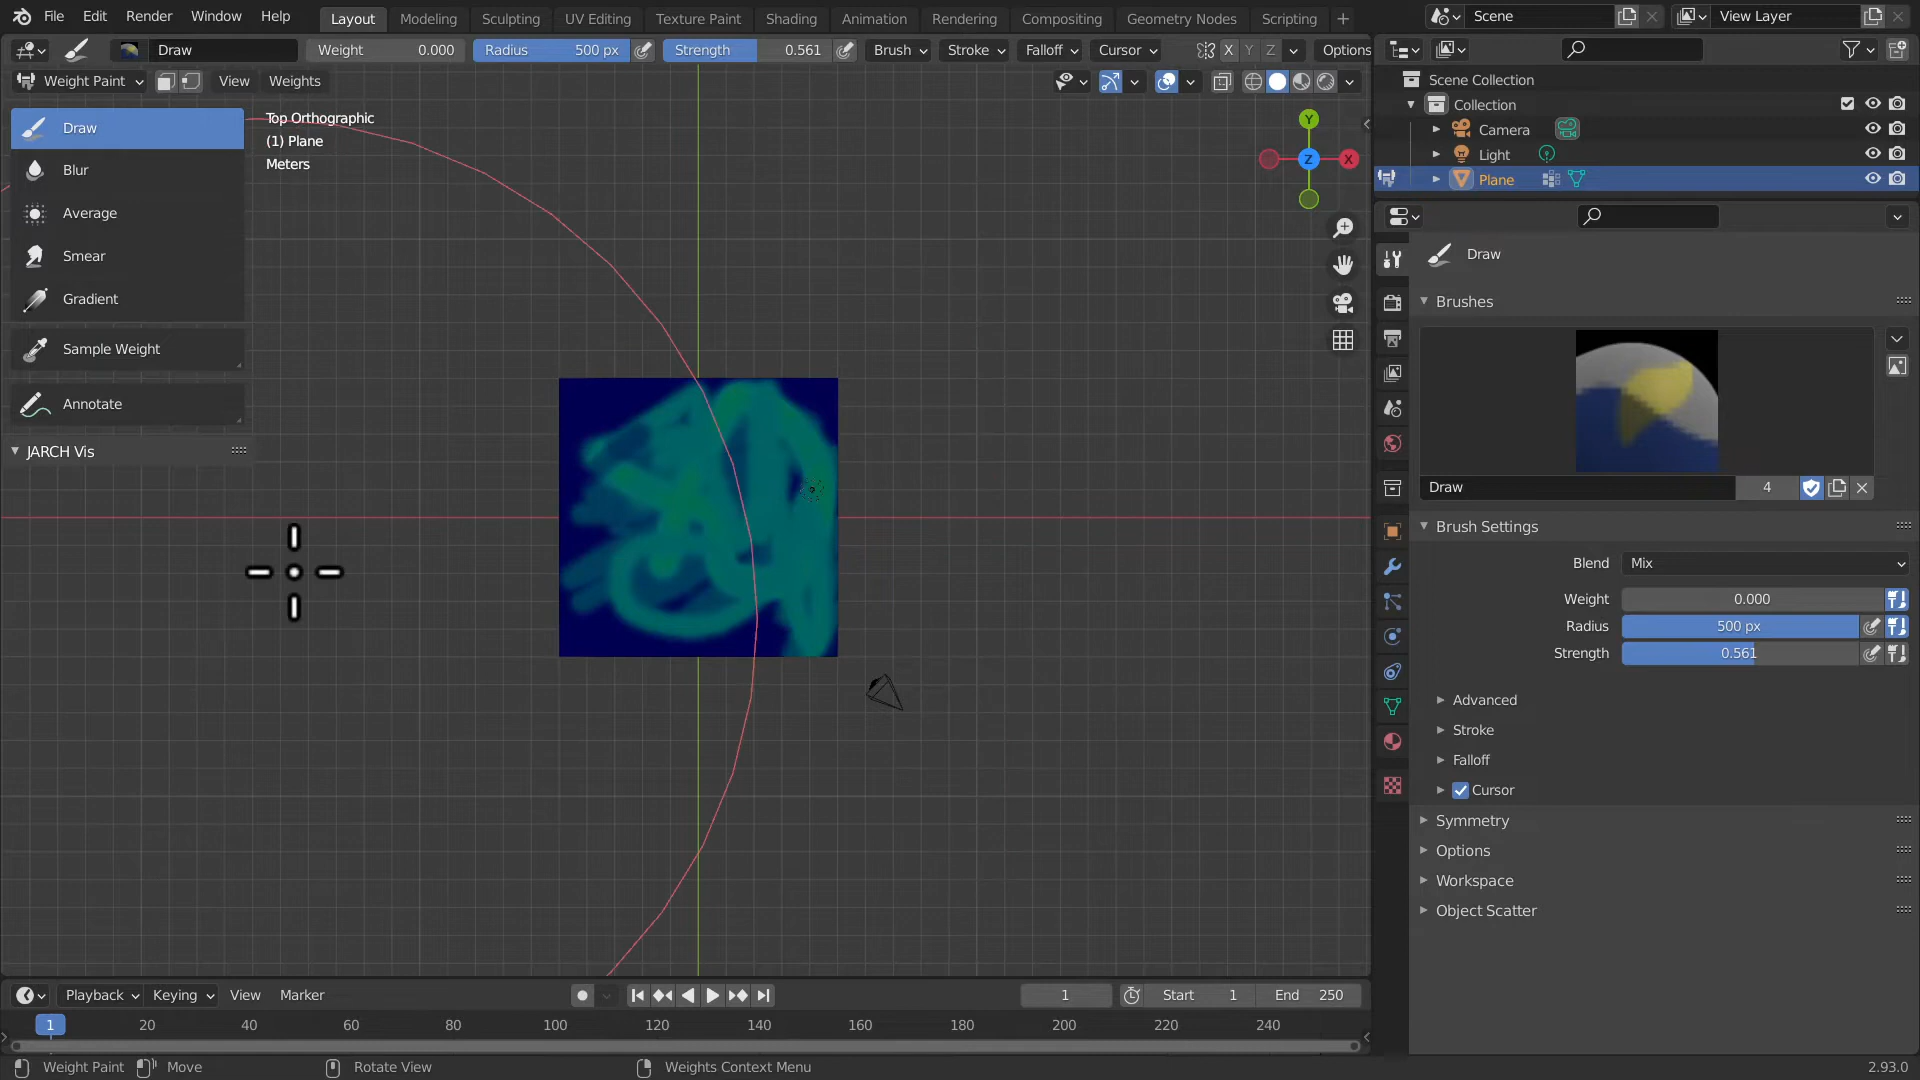 File Edit Render Window Help Layout Modeling Sculpting UV Editing Texture Paint Shading Animation Rendering Compositing Geometry Nodes Scripting + Scene View Layer
Draw Weight 0.000 Radius 500 px Strength 0.561 Brush Stroke Falloff Cursor X Y Z Options
Weight Paint View Weights
Scene Collection
Collection
Camera
Light
Plane
Draw
Blur
Average
Smear
Gradient
Sample Weight
Annotate
JARCH Vis
Top Orthographic
(1) Plane
Meters
Y
Z X
Draw
Brushes
Draw 4
Brush Settings
Blend Mix
Weight 0.000
Radius 500 px
Strength 0.561
Advanced
Stroke
Falloff
Cursor
Symmetry
Options
Workspace
Object Scatter
Playback Keying View Marker 1 Start 1 End 250
1 20 40 60 80 100 120 140 160 180 200 220 240
Weight Paint Move Rotate View Weights Context Menu 2.93.0